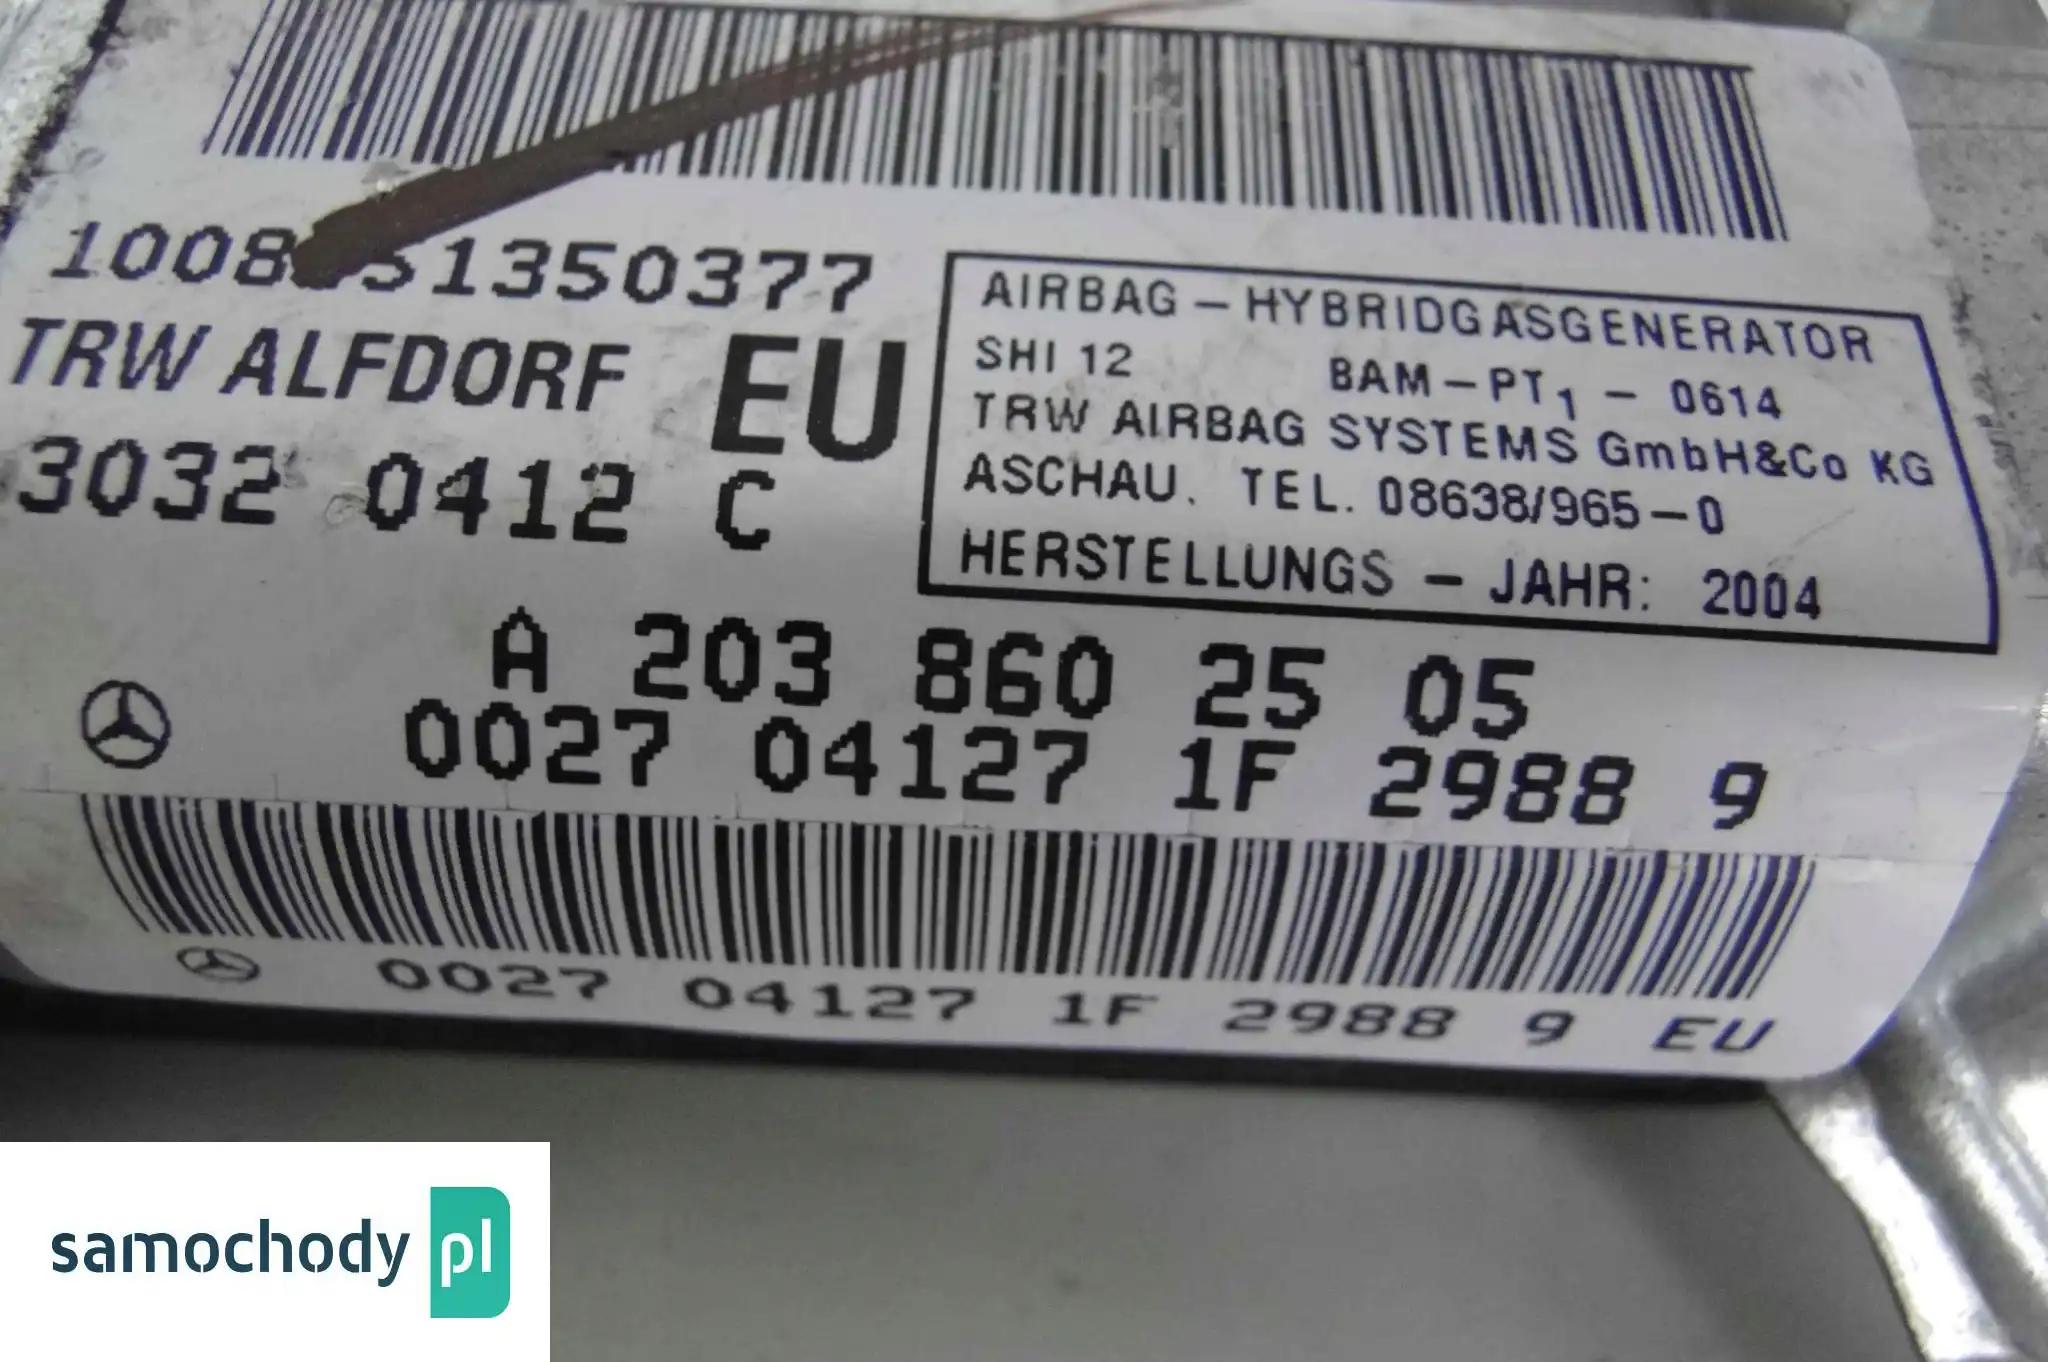 TRW ALFDORF EU
3032 0412 C
AIRBAG – HYBRIDGASGENERATOR
SHI 12 BAM – PT1 – 0614
TRW AIRBAG SYSTEMS GmbH&Co KG
ASCHAU. TEL. 08638/965–0
HERSTELLUNGS – JAHR: 2004
A 203 860 25 05
0027 04127 1F 2988 9
0027 04127 1F 2988 9 EU
samochody pl